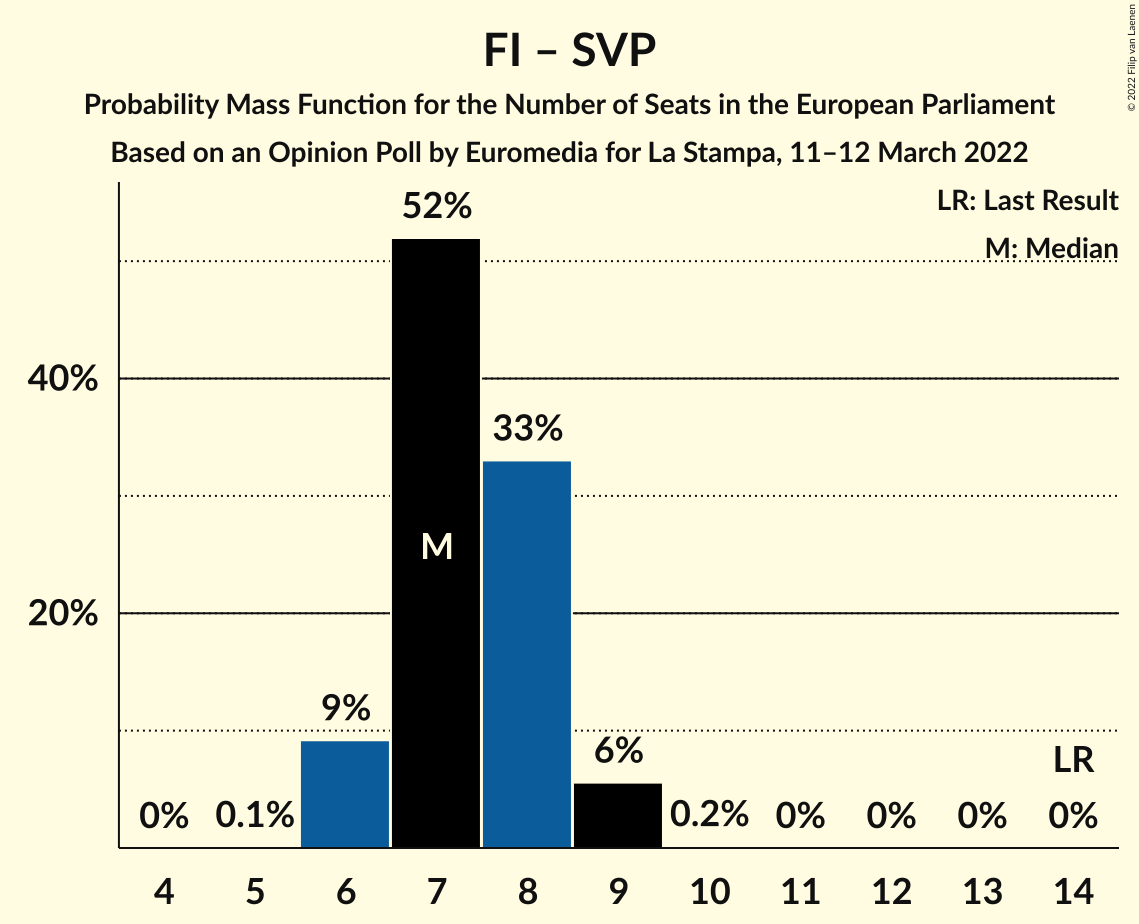 FI – SVP
Probability Mass Function for the Number of Seats in the European Parliament
Based on an Opinion Poll by Euromedia for La Stampa, 11–12 March 2022
© 2022 Filip van Laenen
LR: Last Result
M: Median
52%
40%
33%
M
20%
9%
6%
LR
0% 0.1% 0.2% 0% 0% 0% 0%
4 5 6 7 8 9 10 11 12 13 14